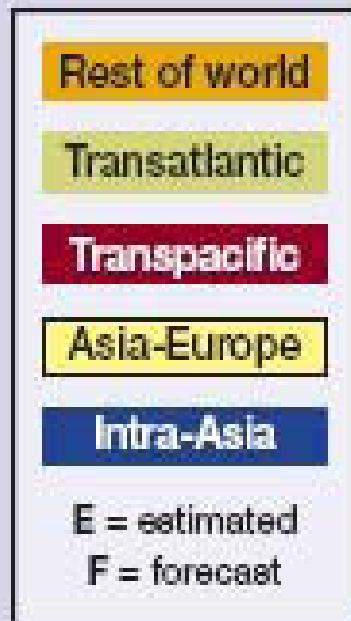 Rest of world
Transatlantic
Transpacific
Asia-Europe
Intra-Asia
E = estimated
F = forecast